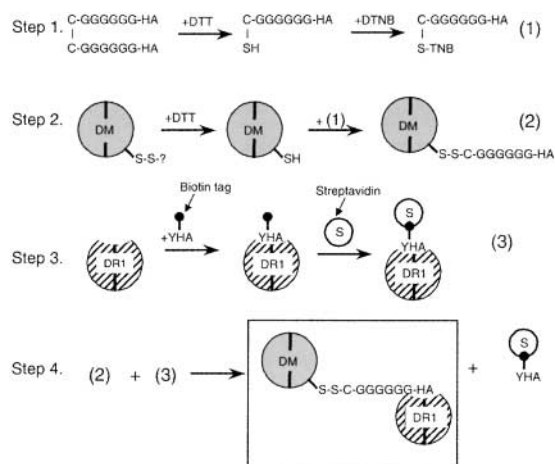 Step 1. C-GGGGGG-HA +DTT C-GGGGGG-HA +DTNB C-GGGGGG-HA (1)
C-GGGGGG-HA SH S-TNB
Step 2. DM +DTT DM + (1) DM (2)
S-S-? SH S-S-C-GGGGGG-HA
Biotin tag Streptavidin
S
+YHA YHA S YHA
Step 3. DR1 DR1 DR1 (3)
Step 4. (2) + (3) DM + S
S-S-C-GGGGGG-HA YHA
DR1